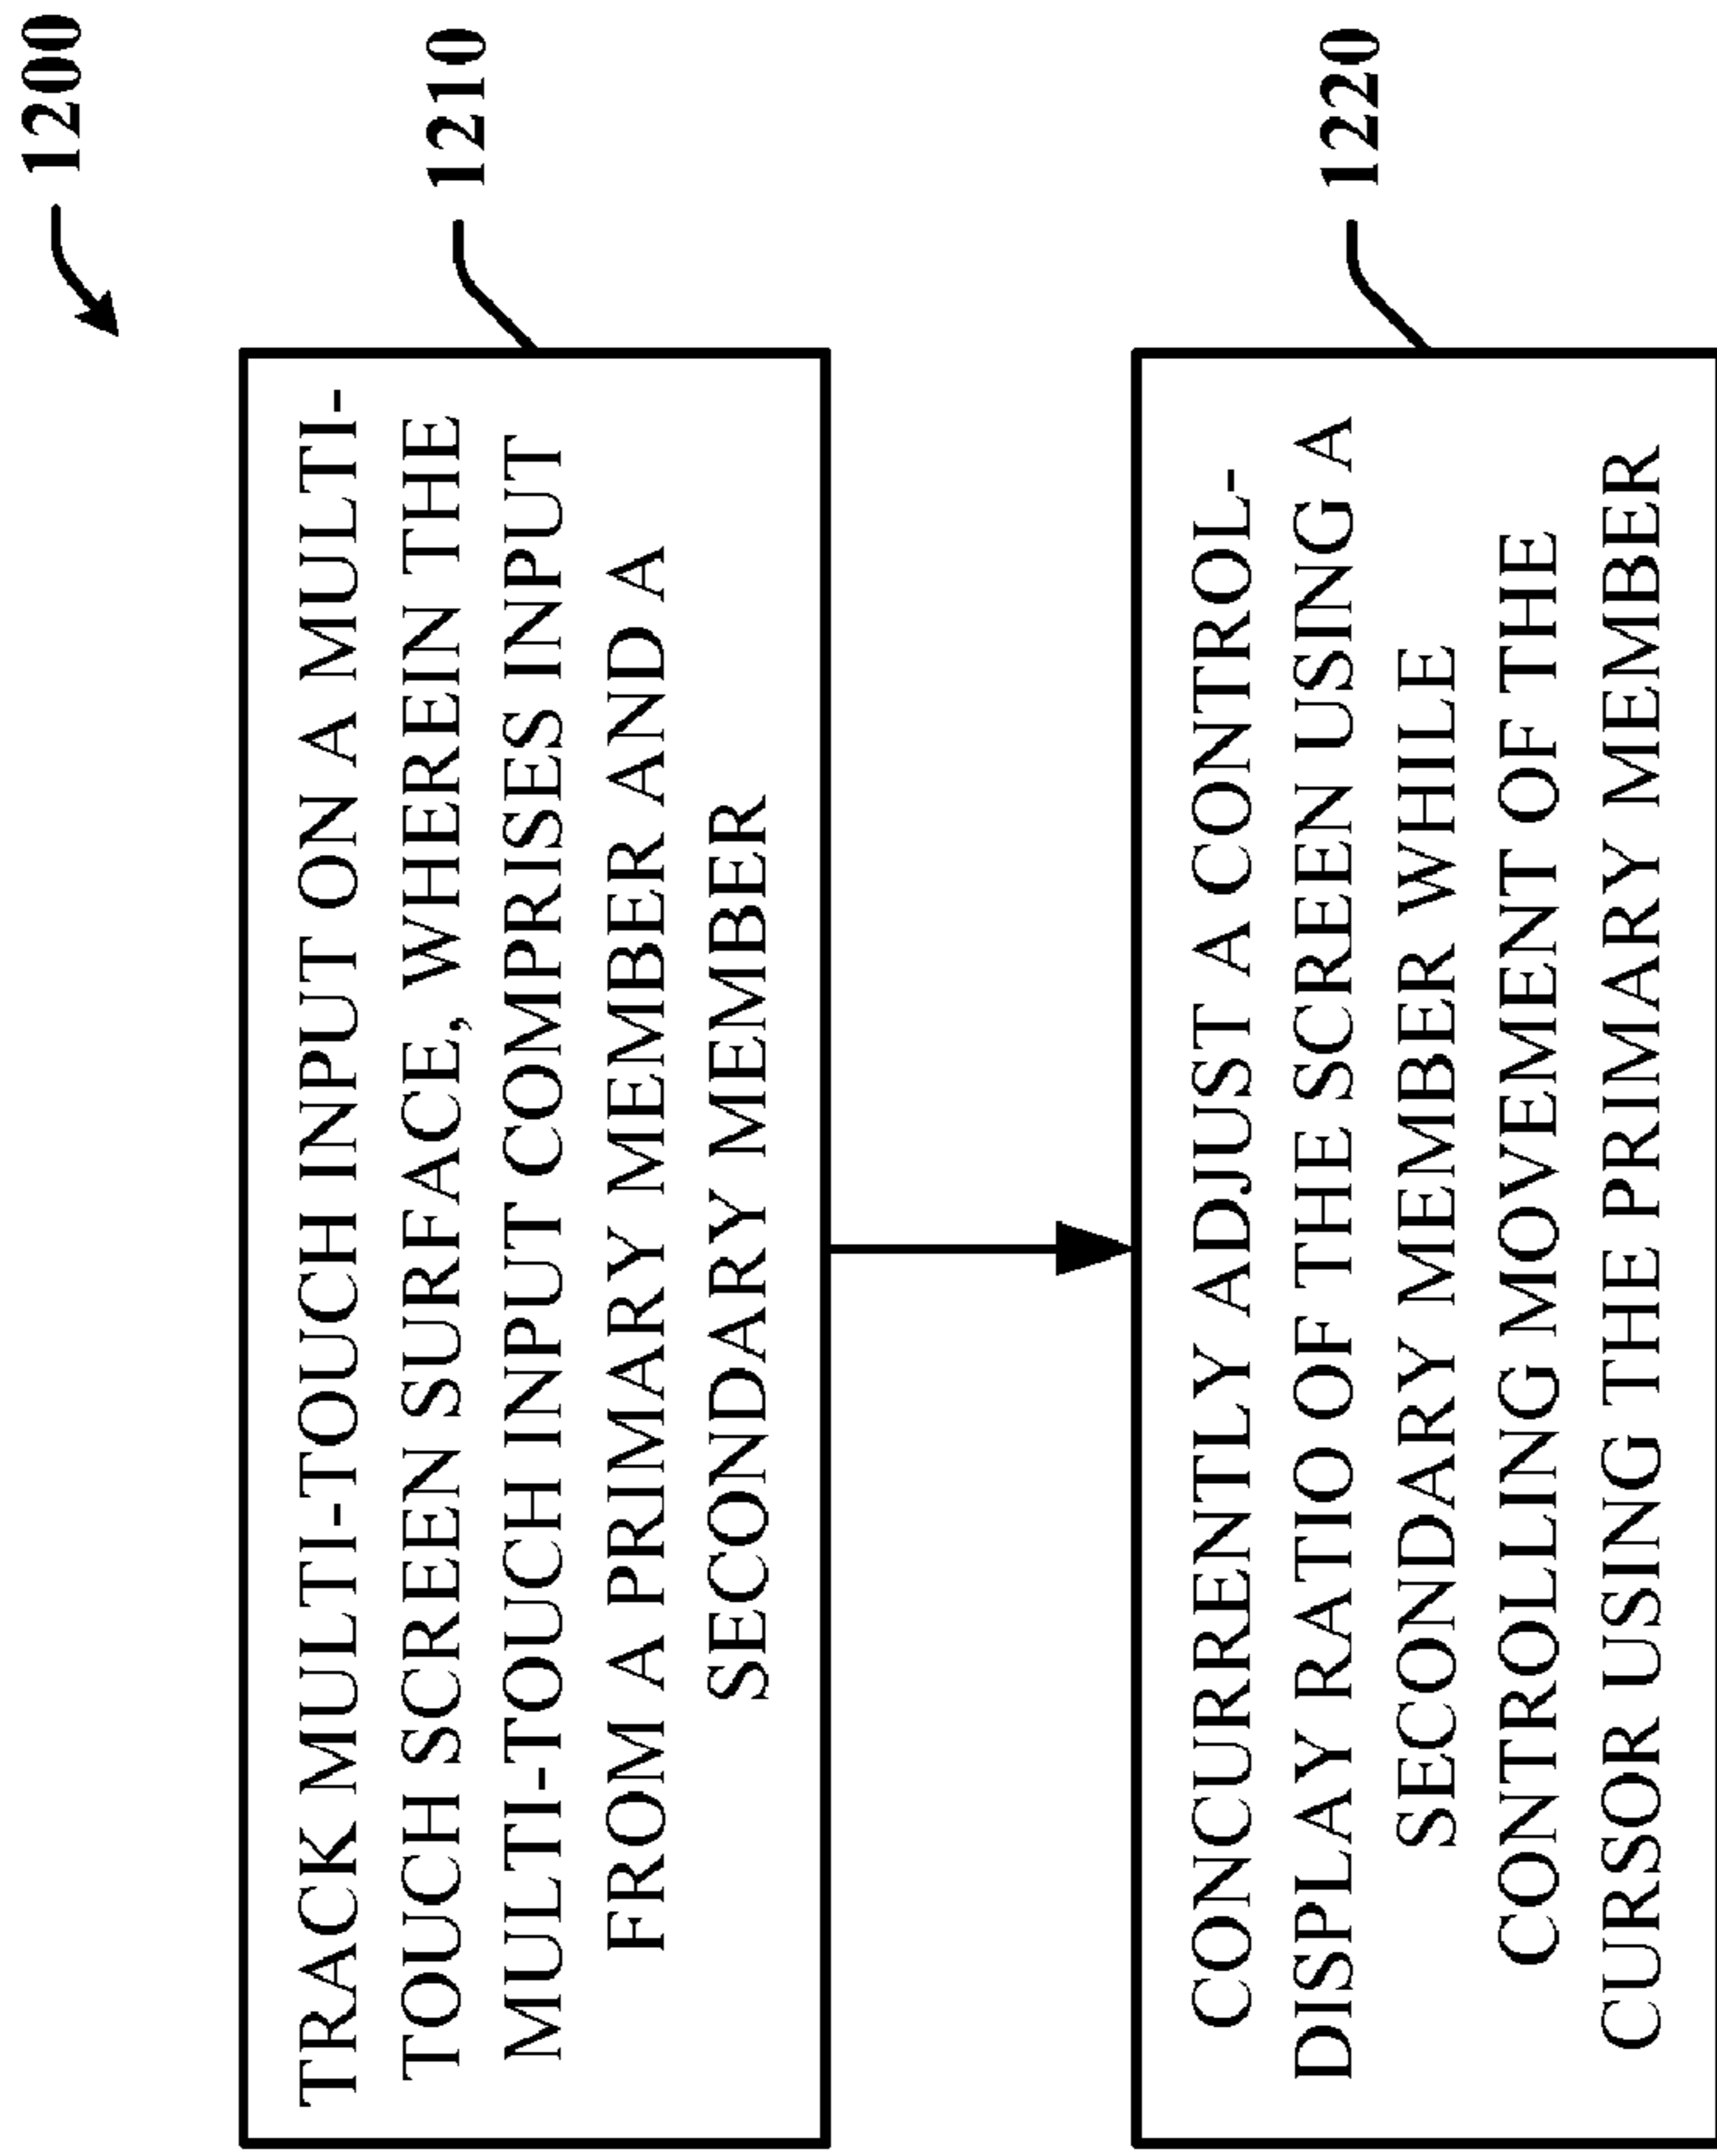 1200
1210
TRACK MULTI-TOUCH INPUT ON A MULTI-
TOUCH SCREEN SURFACE, WHEREIN THE
MULTI-TOUCH INPUT COMPRISES INPUT
FROM A PRIMARY MEMBER AND A
SECONDARY MEMBER
1220
CONCURRENTLY ADJUST A CONTROL-
DISPLAY RATIO OF THE SCREEN USING A
SECONDARY MEMBER WHILE
CONTROLLING MOVEMENT OF THE
CURSOR USING THE PRIMARY MEMBER